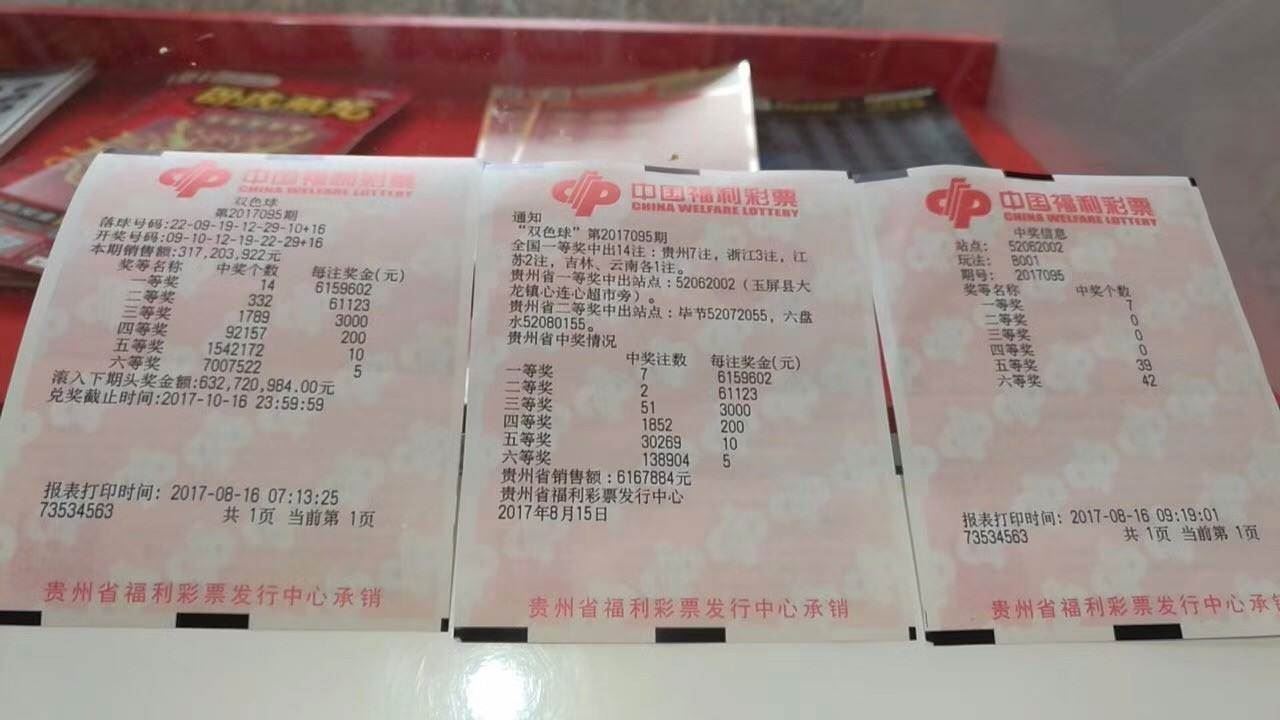 中国福利彩票
CHINA WELFARE LOTTERY
双色球
第2017095期
落球号码:22-09-19-12-29-10+16
开奖号码:09-10-12-19-22-29+16
本期销售额:317,203,922元
奖等名称 中奖个数 每注奖金(元)
一等奖 14 6159602
二等奖 332 61123
三等奖 1789 3000
四等奖 92157 200
五等奖 1542172 10
六等奖 7007522 5
滚入下期头奖金额:632,720,984.00元
兑奖截止时间:2017-10-16 23:59:59
报表打印时间: 2017-08-16 07:13:25
73534563 共 1页 当前第 1页
贵州省福利彩票发行中心承销
中国福利彩票
CHINA WELFARE LOTTERY
通知
“双色球”第2017095期
全国一等奖中出14注：贵州7注，浙江3注，江
苏2注，吉林、云南各1注。
贵州省一等奖中出站点：52062002（玉屏县大
龙镇心连心超市旁）。
贵州省二等奖中出站点：毕节52072055，六盘
水52080155。
贵州省中奖情况
中奖注数 每注奖金(元)
一等奖 7 6159602
二等奖 2 61123
三等奖 51 3000
四等奖 1852 200
五等奖 30269 10
六等奖 138904 5
贵州省销售额：6167884元
贵州省福利彩票发行中心
2017年8月15日
贵州省福利彩票发行中心承销
中国福利彩票
CHINA WELFARE LOTTERY
中奖信息
站点: 52062002
玩法: B001
期号: 2017095
奖等名称 中奖个数
一等奖 7
二等奖 0
三等奖 0
四等奖 0
五等奖 39
六等奖 42
报表打印时间: 2017-08-16 09:19:01
73534563 共 1页 当前第 1页
贵州省福利彩票发行中心承销